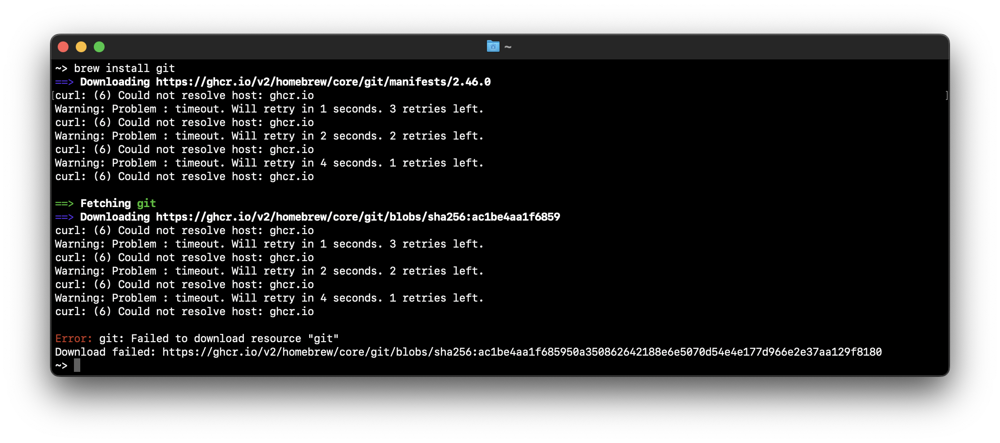 ~
~> brew install git
==> Downloading https://ghcr.io/v2/homebrew/core/git/manifests/2.46.0
[curl: (6) Could not resolve host: ghcr.io ]
Warning: Problem : timeout. Will retry in 1 seconds. 3 retries left.
curl: (6) Could not resolve host: ghcr.io
Warning: Problem : timeout. Will retry in 2 seconds. 2 retries left.
curl: (6) Could not resolve host: ghcr.io
Warning: Problem : timeout. Will retry in 4 seconds. 1 retries left.
curl: (6) Could not resolve host: ghcr.io
==> Fetching git
==> Downloading https://ghcr.io/v2/homebrew/core/git/blobs/sha256:ac1be4aa1f6859
curl: (6) Could not resolve host: ghcr.io
Warning: Problem : timeout. Will retry in 1 seconds. 3 retries left.
curl: (6) Could not resolve host: ghcr.io
Warning: Problem : timeout. Will retry in 2 seconds. 2 retries left.
curl: (6) Could not resolve host: ghcr.io
Warning: Problem : timeout. Will retry in 4 seconds. 1 retries left.
curl: (6) Could not resolve host: ghcr.io
Error: git: Failed to download resource "git"
Download failed: https://ghcr.io/v2/homebrew/core/git/blobs/sha256:ac1be4aa1f685950a350862642188e6e5070d54e4e177d966e2e37aa129f8180
~>